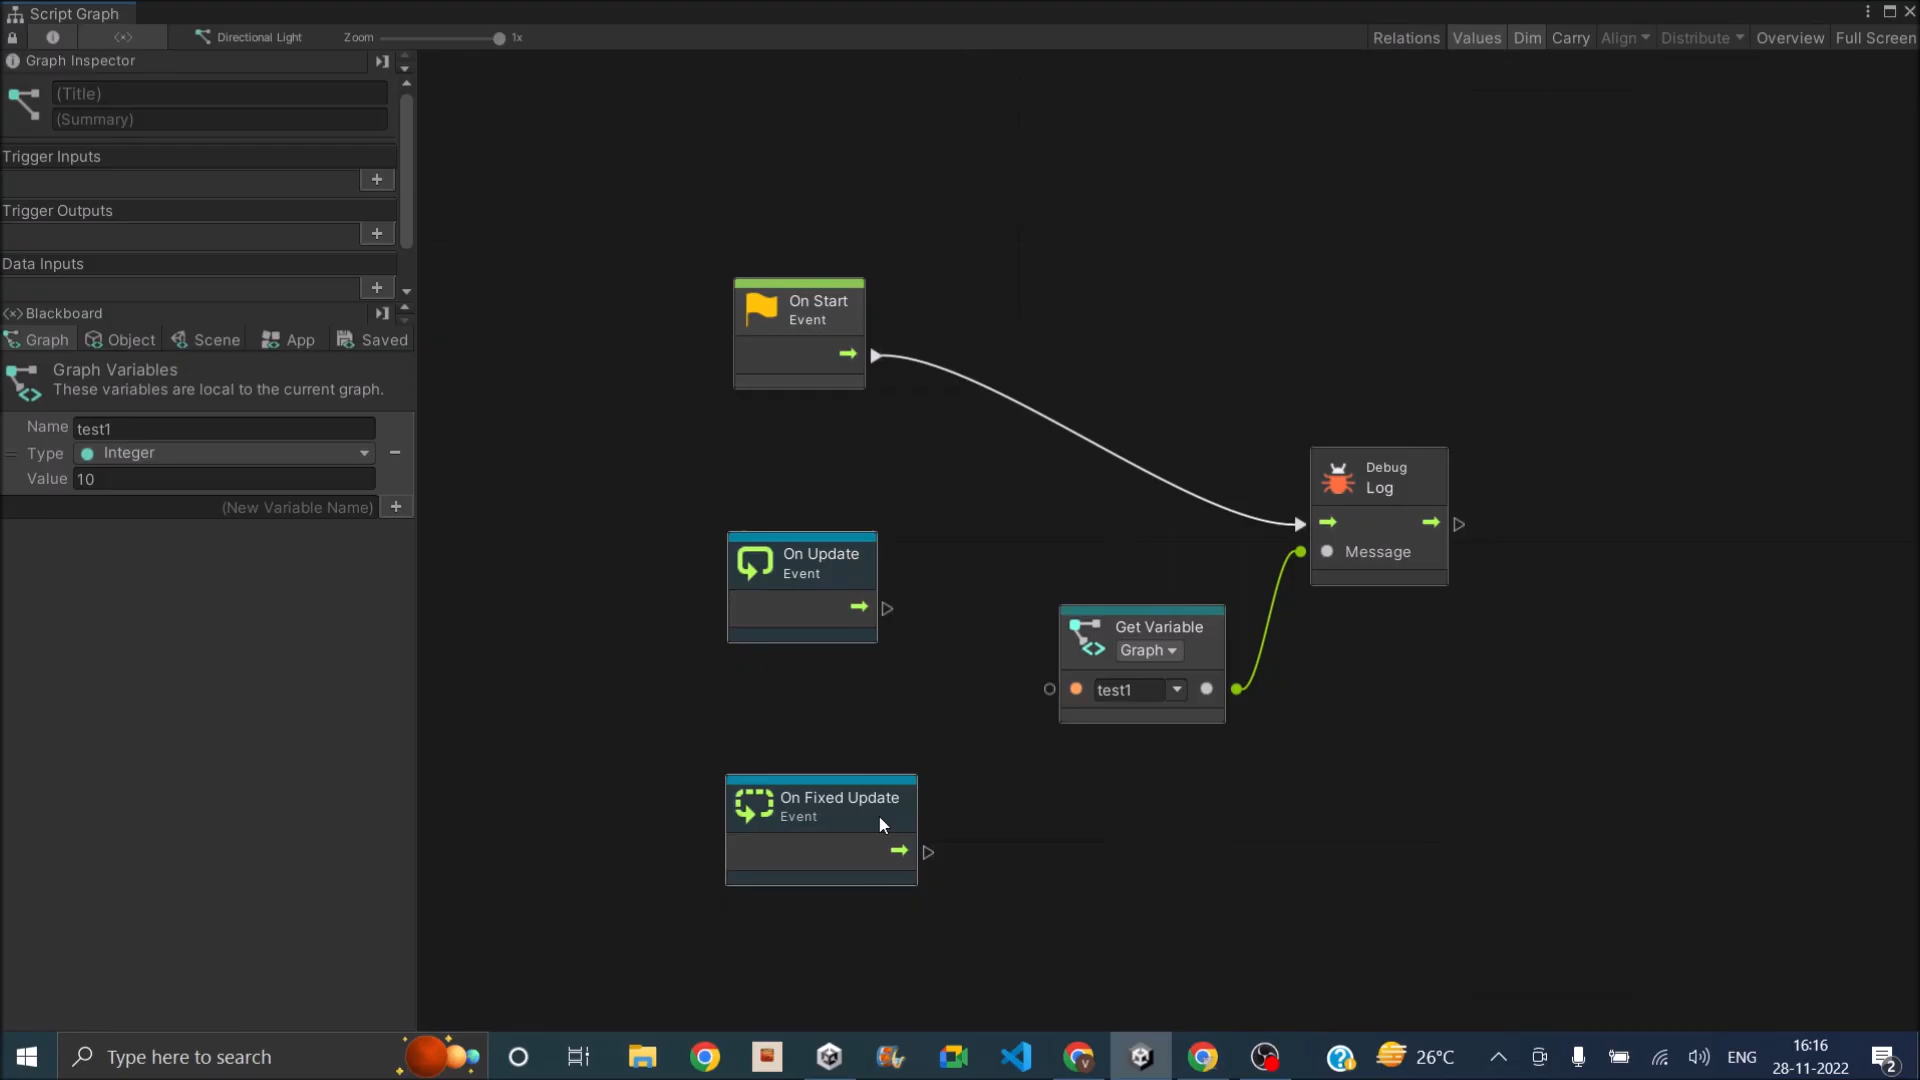 Script Graph
Directional Light
Zoom
1x
Relations
Values
Dim
Carry
Align
Distribute
Overview
Full Screen
Graph Inspector
(Title)
(Summary)
Trigger Inputs
+
Trigger Outputs
+
Data Inputs
+
Blackboard
Graph
Object
Scene
App
Saved
Graph Variables
These variables are local to the current graph.
Name test1
Type Integer
Value 10
(New Variable Name) +
On Start
Event
Debug
Log
Message
On Update
Event
Get Variable
Graph
test1
On Fixed Update
Event
Type here to search
26°C
ENG
16:16
28-11-2022
2